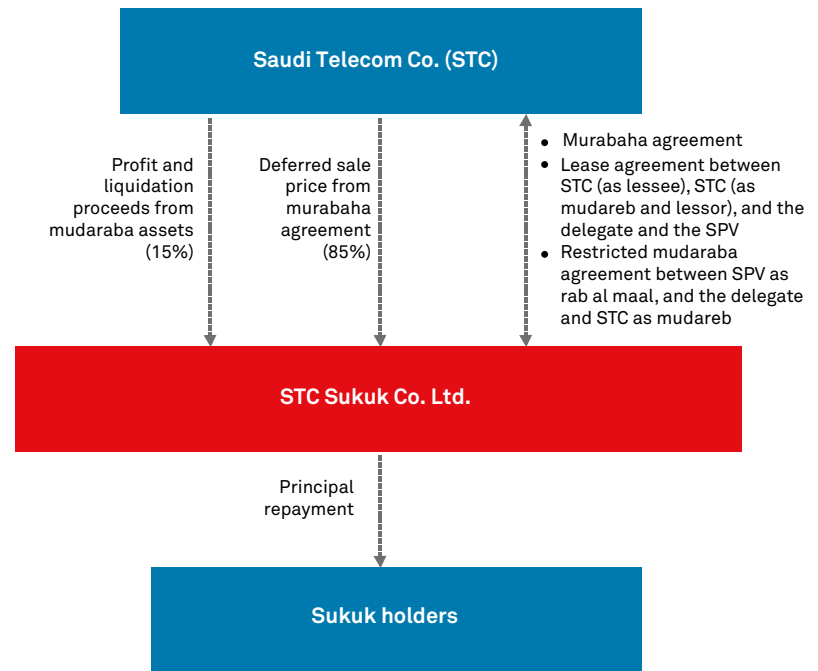 Saudi Telecom Co. (STC)
Profit and
liquidation
proceeds from
mudaraba assets
(15%)
Deferred sale
price from
murabaha
agreement
(85%)
• Murabaha agreement
• Lease agreement between
STC (as lessee), STC (as
mudareb and lessor), and the
delegate and the SPV
• Restricted mudaraba
agreement between SPV as
rab al maal, and the delegate
and STC as mudareb
STC Sukuk Co. Ltd.
Principal
repayment
Sukuk holders